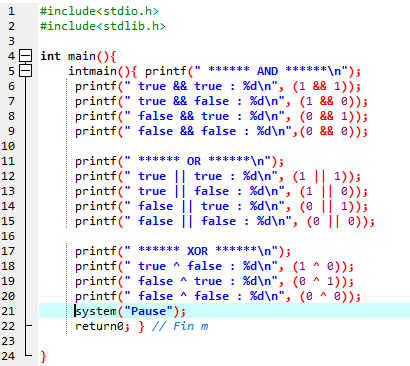 1 #include<stdio.h>
2 #include<stdlib.h>
3
4 int main(){
5 intmain(){ printf(" ****** AND ******\n");
6 printf(" true && true : %d\n", (1 && 1));
7 printf(" true && false : %d\n", (1 && 0));
8 printf(" false && true : %d\n", (0 && 1));
9 printf(" false && false : %d\n",(0 && 0));
10
11 printf(" ****** OR ******\n");
12 printf(" true || true : %d\n", (1 || 1));
13 printf(" true || false : %d\n", (1 || 0));
14 printf(" false || true : %d\n", (0 || 1));
15 printf(" false || false : %d\n", (0 || 0));
16
17 printf(" ****** XOR ******\n");
18 printf(" true ^ false : %d\n", (1 ^ 0));
19 printf(" false ^ true : %d\n", (0 ^ 1));
20 printf(" false ^ false : %d\n", (0 ^ 0));
21 system("Pause");
22 return0; } // Fin m
23
24 }